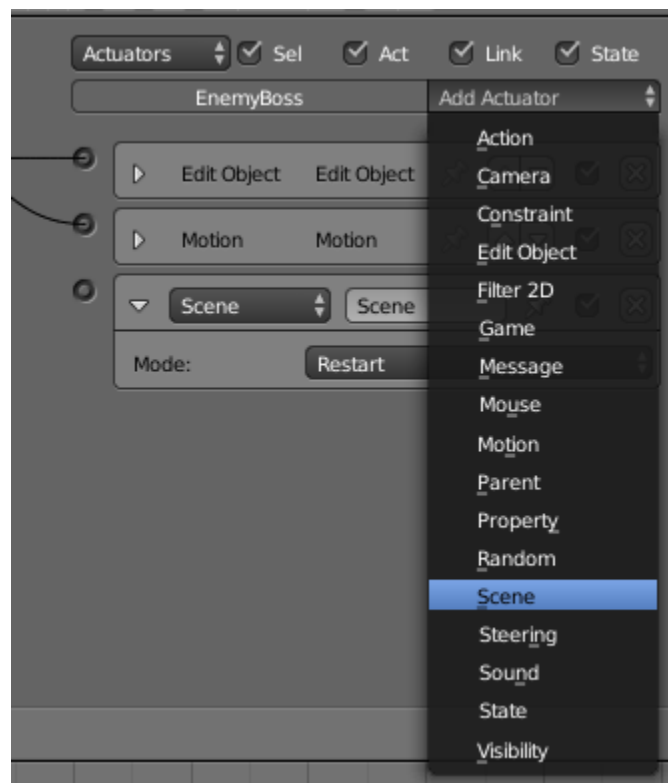 Actuators Sel Act Link State
EnemyBoss Add Actuator
Edit Object Edit Object
Motion Motion
Scene Scene
Mode: Restart
Action
Camera
Constraint
Edit Object
Filter 2D
Game
Message
Mouse
Motion
Parent
Property
Random
Scene
Steering
Sound
State
Visibility